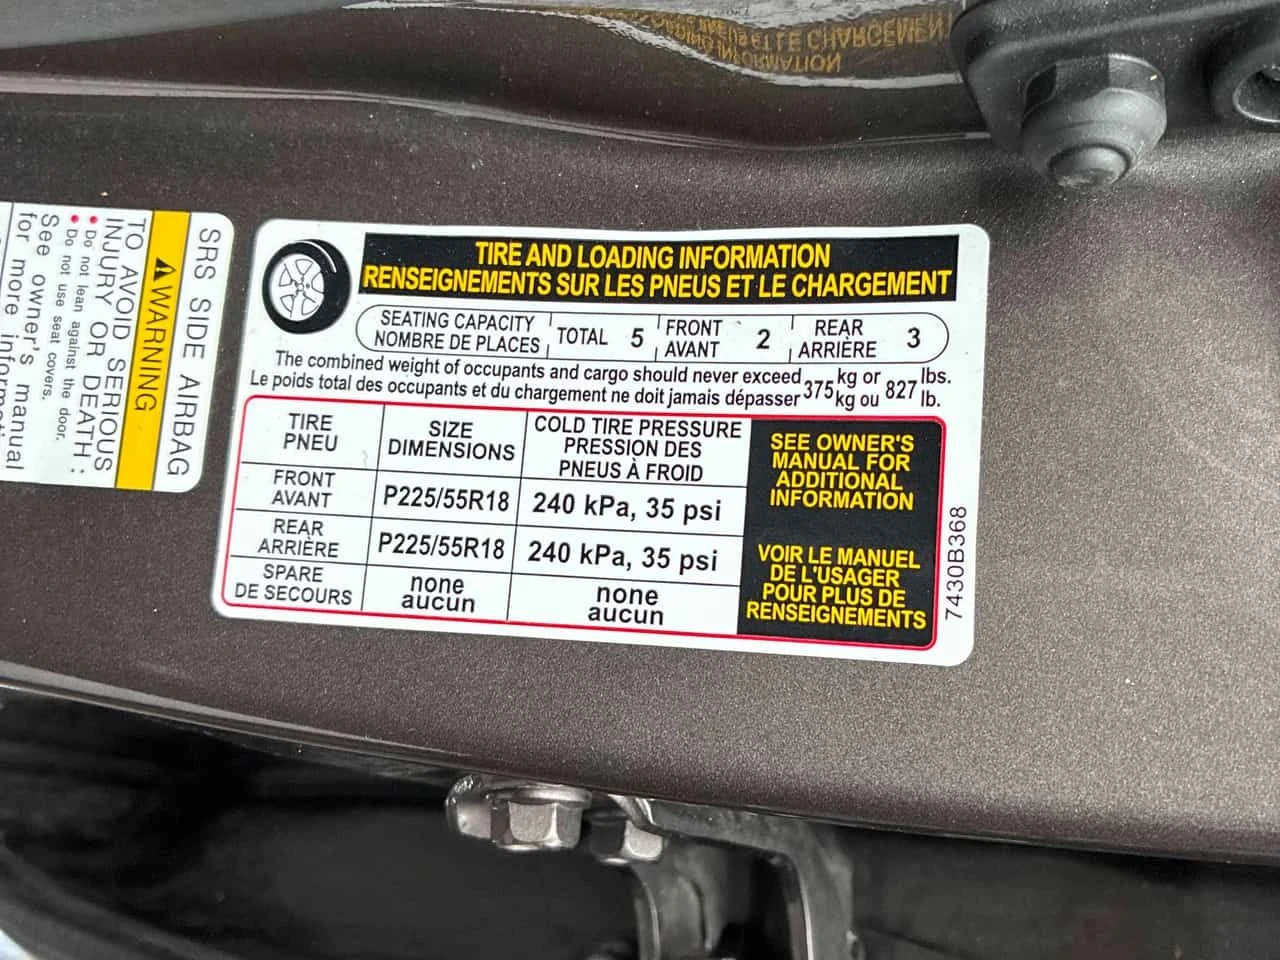 TIRE AND LOADING INFORMATION
RENSEIGNEMENTS SUR LES PNEUS ET LE CHARGEMENT
SEATING CAPACITY
NOMBRE DE PLACES
TOTAL 5
FRONT
AVANT
2
REAR
ARRIÈRE
3
The combined weight of occupants and cargo should never exceed 375 kg or 827 lbs.
Le poids total des occupants et du chargement ne doit jamais dépasser 375 kg ou 827 lb.
TIRE
PNEU
SIZE
DIMENSIONS
COLD TIRE PRESSURE
PRESSION DES
PNEUS À FROID
FRONT
AVANT
P225/55R18
240 kPa, 35 psi
REAR
ARRIÈRE
P225/55R18
240 kPa, 35 psi
SPARE
DE SECOURS
none
aucun
none
aucun
SEE OWNER'S
MANUAL FOR
ADDITIONAL
INFORMATION
VOIR LE MANUEL
DE L'USAGER
POUR PLUS DE
RENSEIGNEMENTS
7430B368
SRS SIDE AIRBAG
WARNING
TO AVOID SERIOUS
INJURY OR DEATH:
• Do not lean against the door.
• Do not use seat covers.
See owner's manual
for more information